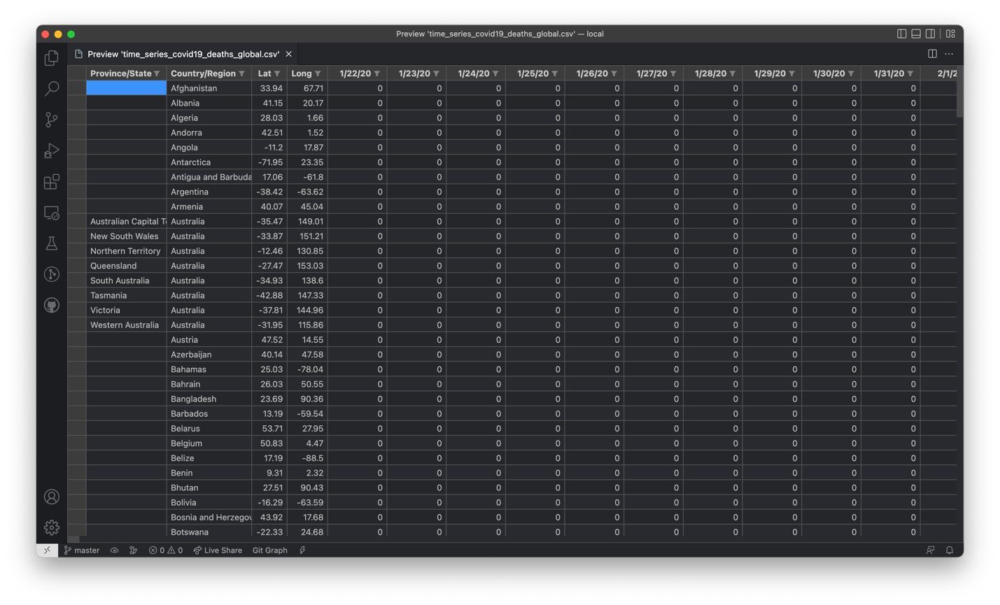 Preview 'time_series_covid19_deaths_global.csv' — local
Preview 'time_series_covid19_deaths_global.csv'
Province/State Country/Region Lat Long 1/22/20 1/23/20 1/24/20 1/25/20 1/26/20 1/27/20 1/28/20 1/29/20 1/30/20 1/31/20 2/1/2
Afghanistan 33.94 67.71 0 0 0 0 0 0 0 0 0 0
Albania 41.15 20.17 0 0 0 0 0 0 0 0 0 0
Algeria 28.03 1.66 0 0 0 0 0 0 0 0 0 0
Andorra 42.51 1.52 0 0 0 0 0 0 0 0 0 0
Angola -11.2 17.87 0 0 0 0 0 0 0 0 0 0
Antarctica -71.95 23.35 0 0 0 0 0 0 0 0 0 0
Antigua and Barbuda 17.06 -61.8 0 0 0 0 0 0 0 0 0 0
Argentina -38.42 -63.62 0 0 0 0 0 0 0 0 0 0
Armenia 40.07 45.04 0 0 0 0 0 0 0 0 0 0
Australian Capital T Australia -35.47 149.01 0 0 0 0 0 0 0 0 0 0
New South Wales Australia -33.87 151.21 0 0 0 0 0 0 0 0 0 0
Northern Territory Australia -12.46 130.85 0 0 0 0 0 0 0 0 0 0
Queensland Australia -27.47 153.03 0 0 0 0 0 0 0 0 0 0
South Australia Australia -34.93 138.6 0 0 0 0 0 0 0 0 0 0
Tasmania Australia -42.88 147.33 0 0 0 0 0 0 0 0 0 0
Victoria Australia -37.81 144.96 0 0 0 0 0 0 0 0 0 0
Western Australia Australia -31.95 115.86 0 0 0 0 0 0 0 0 0 0
Austria 47.52 14.55 0 0 0 0 0 0 0 0 0 0
Azerbaijan 40.14 47.58 0 0 0 0 0 0 0 0 0 0
Bahamas 25.03 -78.04 0 0 0 0 0 0 0 0 0 0
Bahrain 26.03 50.55 0 0 0 0 0 0 0 0 0 0
Bangladesh 23.69 90.36 0 0 0 0 0 0 0 0 0 0
Barbados 13.19 -59.54 0 0 0 0 0 0 0 0 0 0
Belarus 53.71 27.95 0 0 0 0 0 0 0 0 0 0
Belgium 50.83 4.47 0 0 0 0 0 0 0 0 0 0
Belize 17.19 -88.5 0 0 0 0 0 0 0 0 0 0
Benin 9.31 2.32 0 0 0 0 0 0 0 0 0 0
Bhutan 27.51 90.43 0 0 0 0 0 0 0 0 0 0
Bolivia -16.29 -63.59 0 0 0 0 0 0 0 0 0 0
Bosnia and Herzegov 43.92 17.68 0 0 0 0 0 0 0 0 0 0
Botswana -22.33 24.68 0 0 0 0 0 0 0 0 0 0
master 0 0 Live Share Git Graph